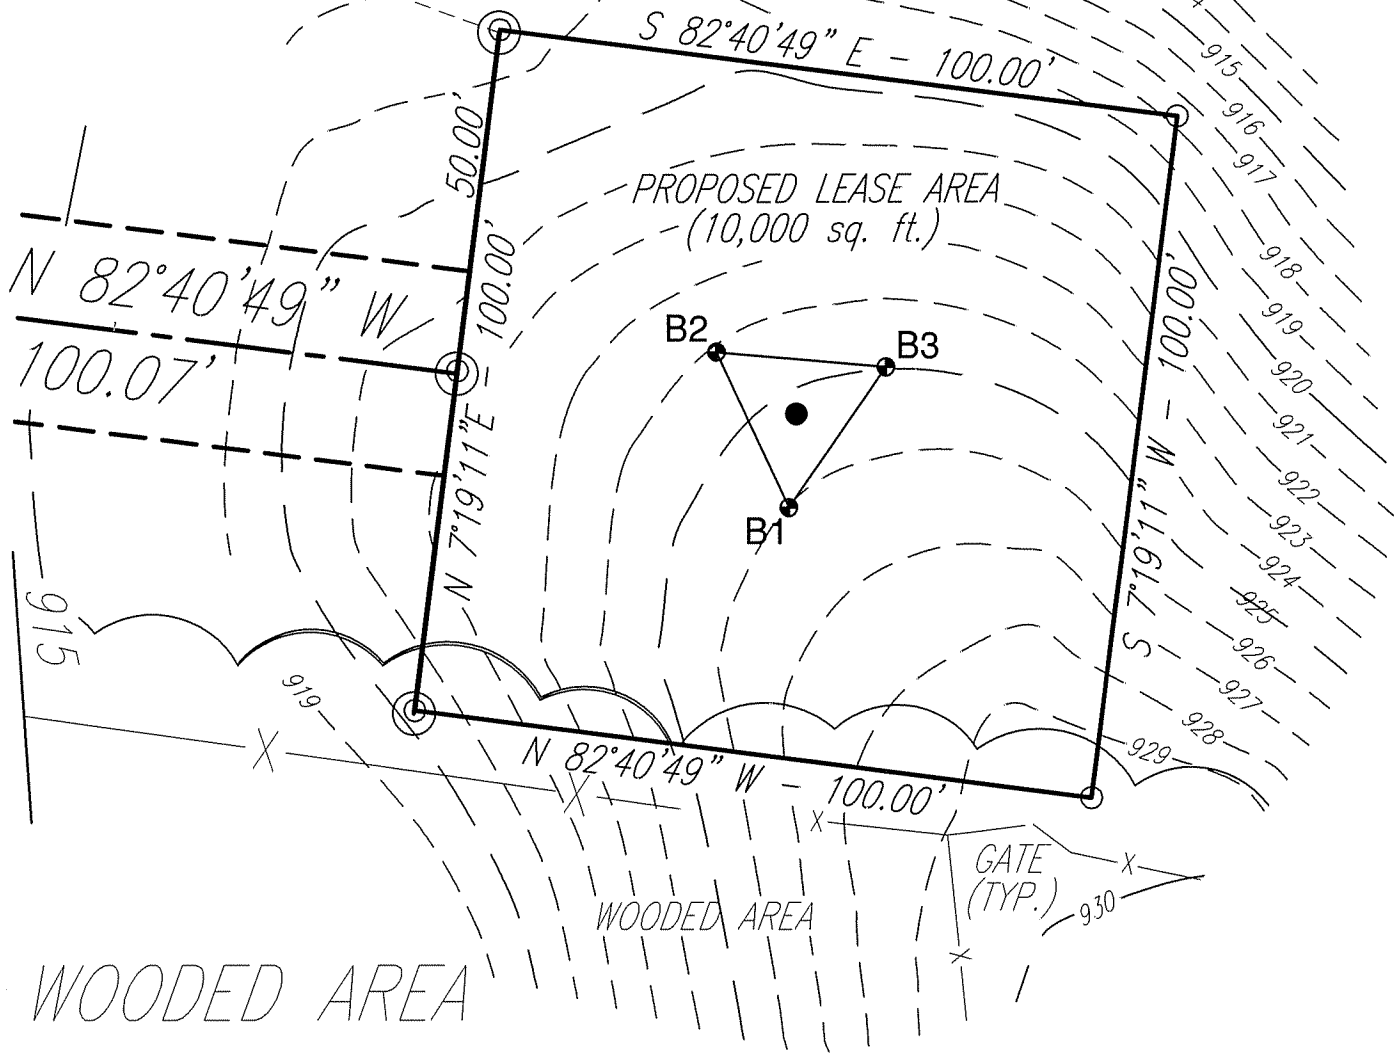 S 82°40'49" E - 100.00'
50.00'
915
916
917
PROPOSED LEASE AREA
(10,000 sq. ft.)
N 82°40'49" W
100.07'
N 7°19'11" E - 100.00'
S 7°19'11" W - 100.00'
918
919
920
921
922
923
924
925
926
927
928
929
B2
B3
B1
915
919
X
N 82°40'49" W - 100.00'
X
X
GATE
(TYP.)
X
930
X
WOODED AREA
WOODED AREA